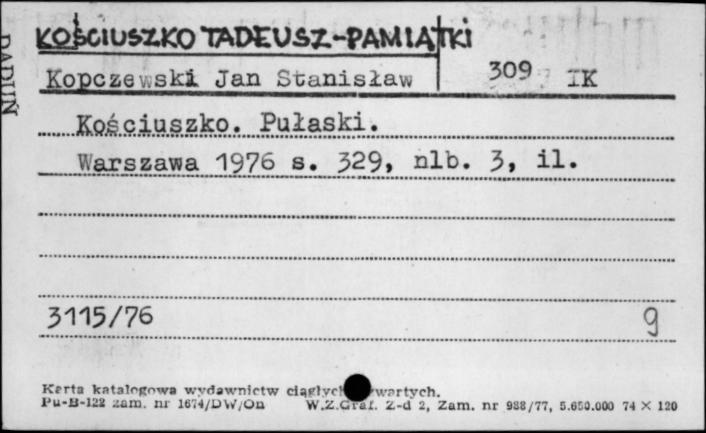 KOŚCIUSZKO TADEUSZ-PAMIĄTKI
Kopczewski Jan Stanisław 309 IK
Kościuszko. Pułaski.
Warszawa 1976 s. 329, nlb. 3, il.
3115/76 9
Karta katalogowa wydawnictw ciągłych zwartych.
Pu-B-122 zam. nr 1674/DW/On W.Z.Graf. Z-d 2, Zam. nr 988/77, 5.650.000 74 × 120